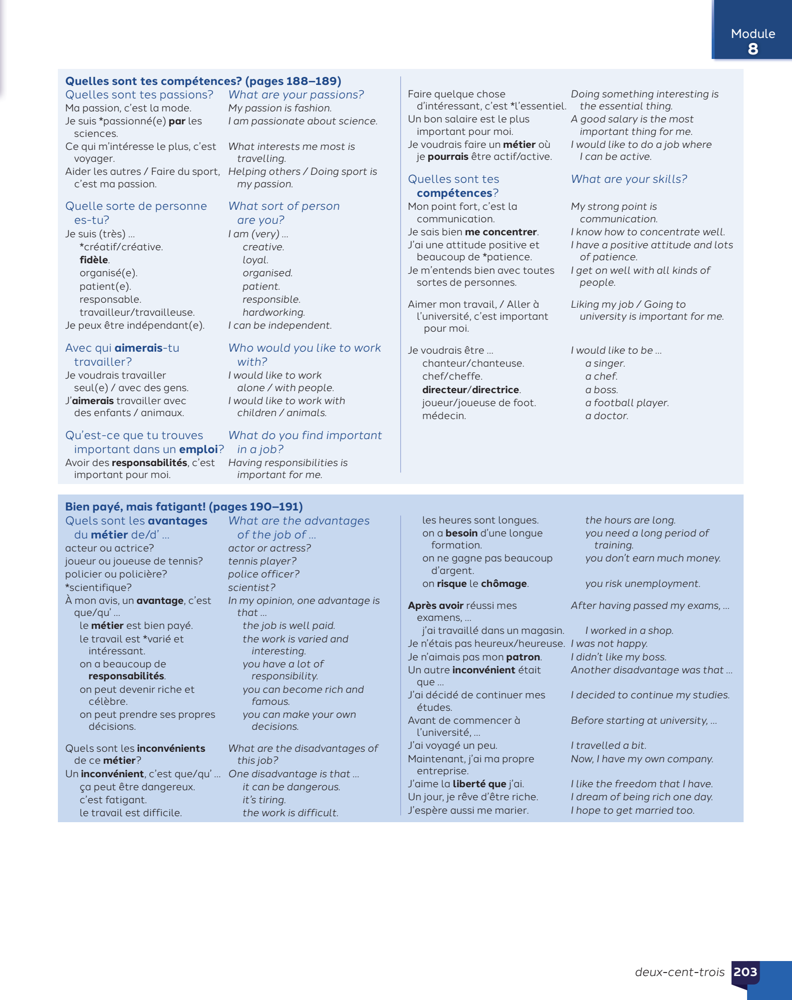 Module
8
Quelles sont tes compétences? (pages 188–189)
Quelles sont tes passions? What are your passions?
Ma passion, c'est la mode. My passion is fashion.
Je suis *passionné(e) par les I am passionate about science.
sciences.
Ce qui m'intéresse le plus, c'est What interests me most is
voyager. travelling.
Aider les autres / Faire du sport, Helping others / Doing sport is
c'est ma passion. my passion.
Quelle sorte de personne What sort of person
es-tu? are you?
Je suis (très) ... I am (very) ...
*créatif/créative. creative.
fidèle. loyal.
organisé(e). organised.
patient(e). patient.
responsable. responsible.
travailleur/travailleuse. hardworking.
Je peux être indépendant(e). I can be independent.
Avec qui aimerais-tu Who would you like to work
travailler? with?
Je voudrais travailler I would like to work
seul(e) / avec des gens. alone / with people.
J'aimerais travailler avec I would like to work with
des enfants / animaux. children / animals.
Qu'est-ce que tu trouves What do you find important
important dans un emploi? in a job?
Avoir des responsabilités, c'est Having responsibilities is
important pour moi. important for me.
Faire quelque chose Doing something interesting is
d'intéressant, c'est *l'essentiel. the essential thing.
Un bon salaire est le plus A good salary is the most
important pour moi. important thing for me.
Je voudrais faire un métier où I would like to do a job where
je pourrais être actif/active. I can be active.
Quelles sont tes What are your skills?
compétences?
Mon point fort, c'est la My strong point is
communication. communication.
Je sais bien me concentrer. I know how to concentrate well.
J'ai une attitude positive et I have a positive attitude and lots
beaucoup de *patience. of patience.
Je m'entends bien avec toutes I get on well with all kinds of
sortes de personnes. people.
Aimer mon travail, / Aller à Liking my job / Going to
l'université, c'est important university is important for me.
pour moi.
Je voudrais être ... I would like to be ...
chanteur/chanteuse. a singer.
chef/cheffe. a chef.
directeur/directrice. a boss.
joueur/joueuse de foot. a football player.
médecin. a doctor.
Bien payé, mais fatigant! (pages 190–191)
Quels sont les avantages What are the advantages
du métier de/d' ... of the job of ...
acteur ou actrice? actor or actress?
joueur ou joueuse de tennis? tennis player?
policier ou policière? police officer?
*scientifique? scientist?
À mon avis, un avantage, c'est In my opinion, one advantage is
que/qu' ... that ...
le métier est bien payé. the job is well paid.
le travail est *varié et the work is varied and
intéressant. interesting.
on a beaucoup de you have a lot of
responsabilités. responsibility.
on peut devenir riche et you can become rich and
célèbre. famous.
on peut prendre ses propres you can make your own
décisions. decisions.
Quels sont les inconvénients What are the disadvantages of
de ce métier? this job?
Un inconvénient, c'est que/qu' ... One disadvantage is that ...
ça peut être dangereux. it can be dangerous.
c'est fatigant. it's tiring.
le travail est difficile. the work is difficult.
les heures sont longues. the hours are long.
on a besoin d'une longue you need a long period of
formation. training.
on ne gagne pas beaucoup you don't earn much money.
d'argent.
on risque le chômage. you risk unemployment.
Après avoir réussi mes After having passed my exams, ...
examens, ...
j'ai travaillé dans un magasin. I worked in a shop.
Je n'étais pas heureux/heureuse. I was not happy.
Je n'aimais pas mon patron. I didn't like my boss.
Un autre inconvénient était Another disadvantage was that ...
que ...
J'ai décidé de continuer mes I decided to continue my studies.
études.
Avant de commencer à Before starting at university, ...
l'université, ...
J'ai voyagé un peu. I travelled a bit.
Maintenant, j'ai ma propre Now, I have my own company.
entreprise.
J'aime la liberté que j'ai. I like the freedom that I have.
Un jour, je rêve d'être riche. I dream of being rich one day.
J'espère aussi me marier. I hope to get married too.
deux-cent-trois 203